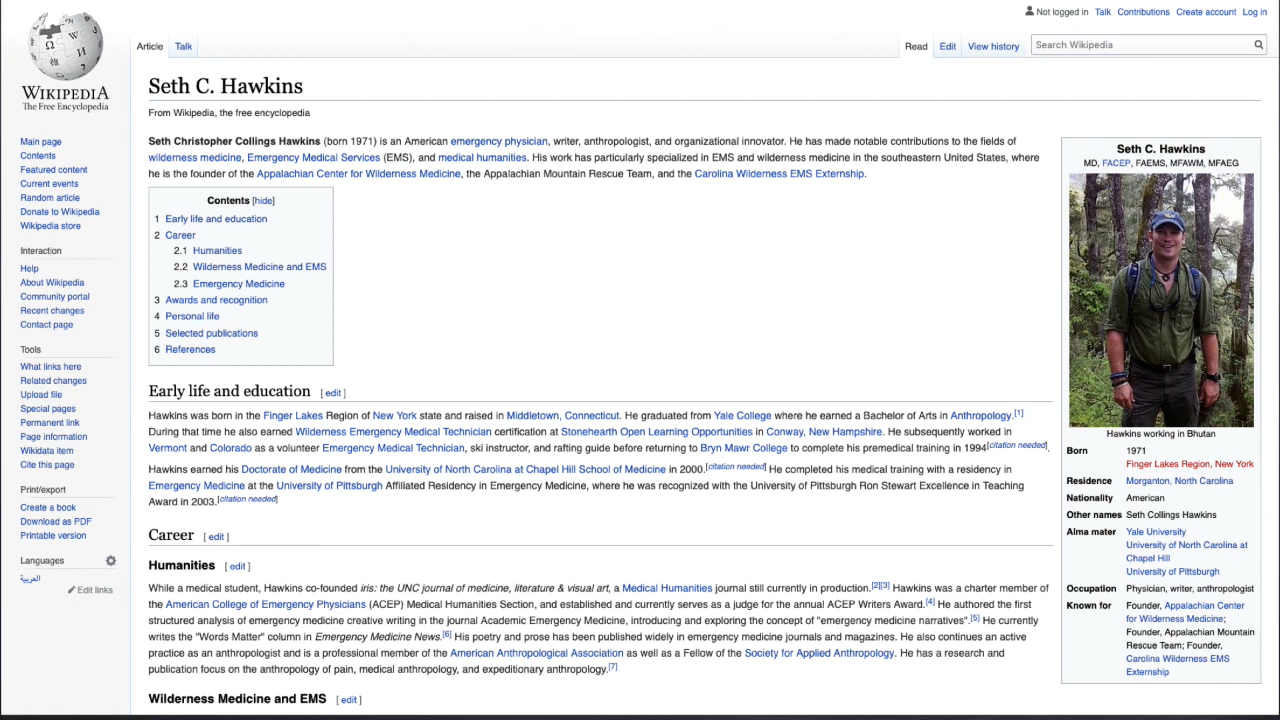 Not logged in Talk Contributions Create account Log in
Article Talk Read Edit View history Search Wikipedia
WIKIPEDIA
The Free Encyclopedia
Main page
Contents
Featured content
Current events
Random article
Donate to Wikipedia
Wikipedia store
Interaction
Help
About Wikipedia
Community portal
Recent changes
Contact page
Tools
What links here
Related changes
Upload file
Special pages
Permanent link
Page information
Wikidata item
Cite this page
Print/export
Create a book
Download as PDF
Printable version
Languages
العربية
Edit links
Seth C. Hawkins
From Wikipedia, the free encyclopedia
Seth Christopher Collings Hawkins (born 1971) is an American emergency physician, writer, anthropologist, and organizational innovator. He has made notable contributions to the fields of
wilderness medicine, Emergency Medical Services (EMS), and medical humanities. His work has particularly specialized in EMS and wilderness medicine in the southeastern United States, where
he is the founder of the Appalachian Center for Wilderness Medicine, the Appalachian Mountain Rescue Team, and the Carolina Wilderness EMS Externship.
Contents [hide]
1 Early life and education
2 Career
2.1 Humanities
2.2 Wilderness Medicine and EMS
2.3 Emergency Medicine
3 Awards and recognition
4 Personal life
5 Selected publications
6 References
Early life and education [ edit ]
Hawkins was born in the Finger Lakes Region of New York state and raised in Middletown, Connecticut. He graduated from Yale College where he earned a Bachelor of Arts in Anthropology.[1]
During that time he also earned Wilderness Emergency Medical Technician certification at Stonehearth Open Learning Opportunities in Conway, New Hampshire. He subsequently worked in
Vermont and Colorado as a volunteer Emergency Medical Technician, ski instructor, and rafting guide before returning to Bryn Mawr College to complete his premedical training in 1994[citation needed].
Hawkins earned his Doctorate of Medicine from the University of North Carolina at Chapel Hill School of Medicine in 2000.[citation needed] He completed his medical training with a residency in
Emergency Medicine at the University of Pittsburgh Affiliated Residency in Emergency Medicine, where he was recognized with the University of Pittsburgh Ron Stewart Excellence in Teaching
Award in 2003.[citation needed]
Career [ edit ]
Humanities [ edit ]
While a medical student, Hawkins co-founded iris: the UNC journal of medicine, literature & visual art, a Medical Humanities journal still currently in production.[2][3] Hawkins was a charter member of
the American College of Emergency Physicians (ACEP) Medical Humanities Section, and established and currently serves as a judge for the annual ACEP Writers Award.[4] He authored the first
structured analysis of emergency medicine creative writing in the journal Academic Emergency Medicine, introducing and exploring the concept of "emergency medicine narratives".[5] He currently
writes the "Words Matter" column in Emergency Medicine News.[6] His poetry and prose has been published widely in emergency medicine journals and magazines. He also continues an active
practice as an anthropologist and is a professional member of the American Anthropological Association as well as a Fellow of the Society for Applied Anthropology. He has a research and
publication focus on the anthropology of pain, medical anthropology, and expeditionary anthropology.[7]
Wilderness Medicine and EMS [ edit ]
Seth C. Hawkins
MD, FACEP, FAEMS, MFAWM, MFAEG
Hawkins working in Bhutan
Born 1971
Finger Lakes Region, New York
Residence Morganton, North Carolina
Nationality American
Other names Seth Collings Hawkins
Alma mater Yale University
University of North Carolina at
Chapel Hill
University of Pittsburgh
Occupation Physician, writer, anthropologist
Known for Founder, Appalachian Center
for Wilderness Medicine;
Founder, Appalachian Mountain
Rescue Team; Founder,
Carolina Wilderness EMS
Externship